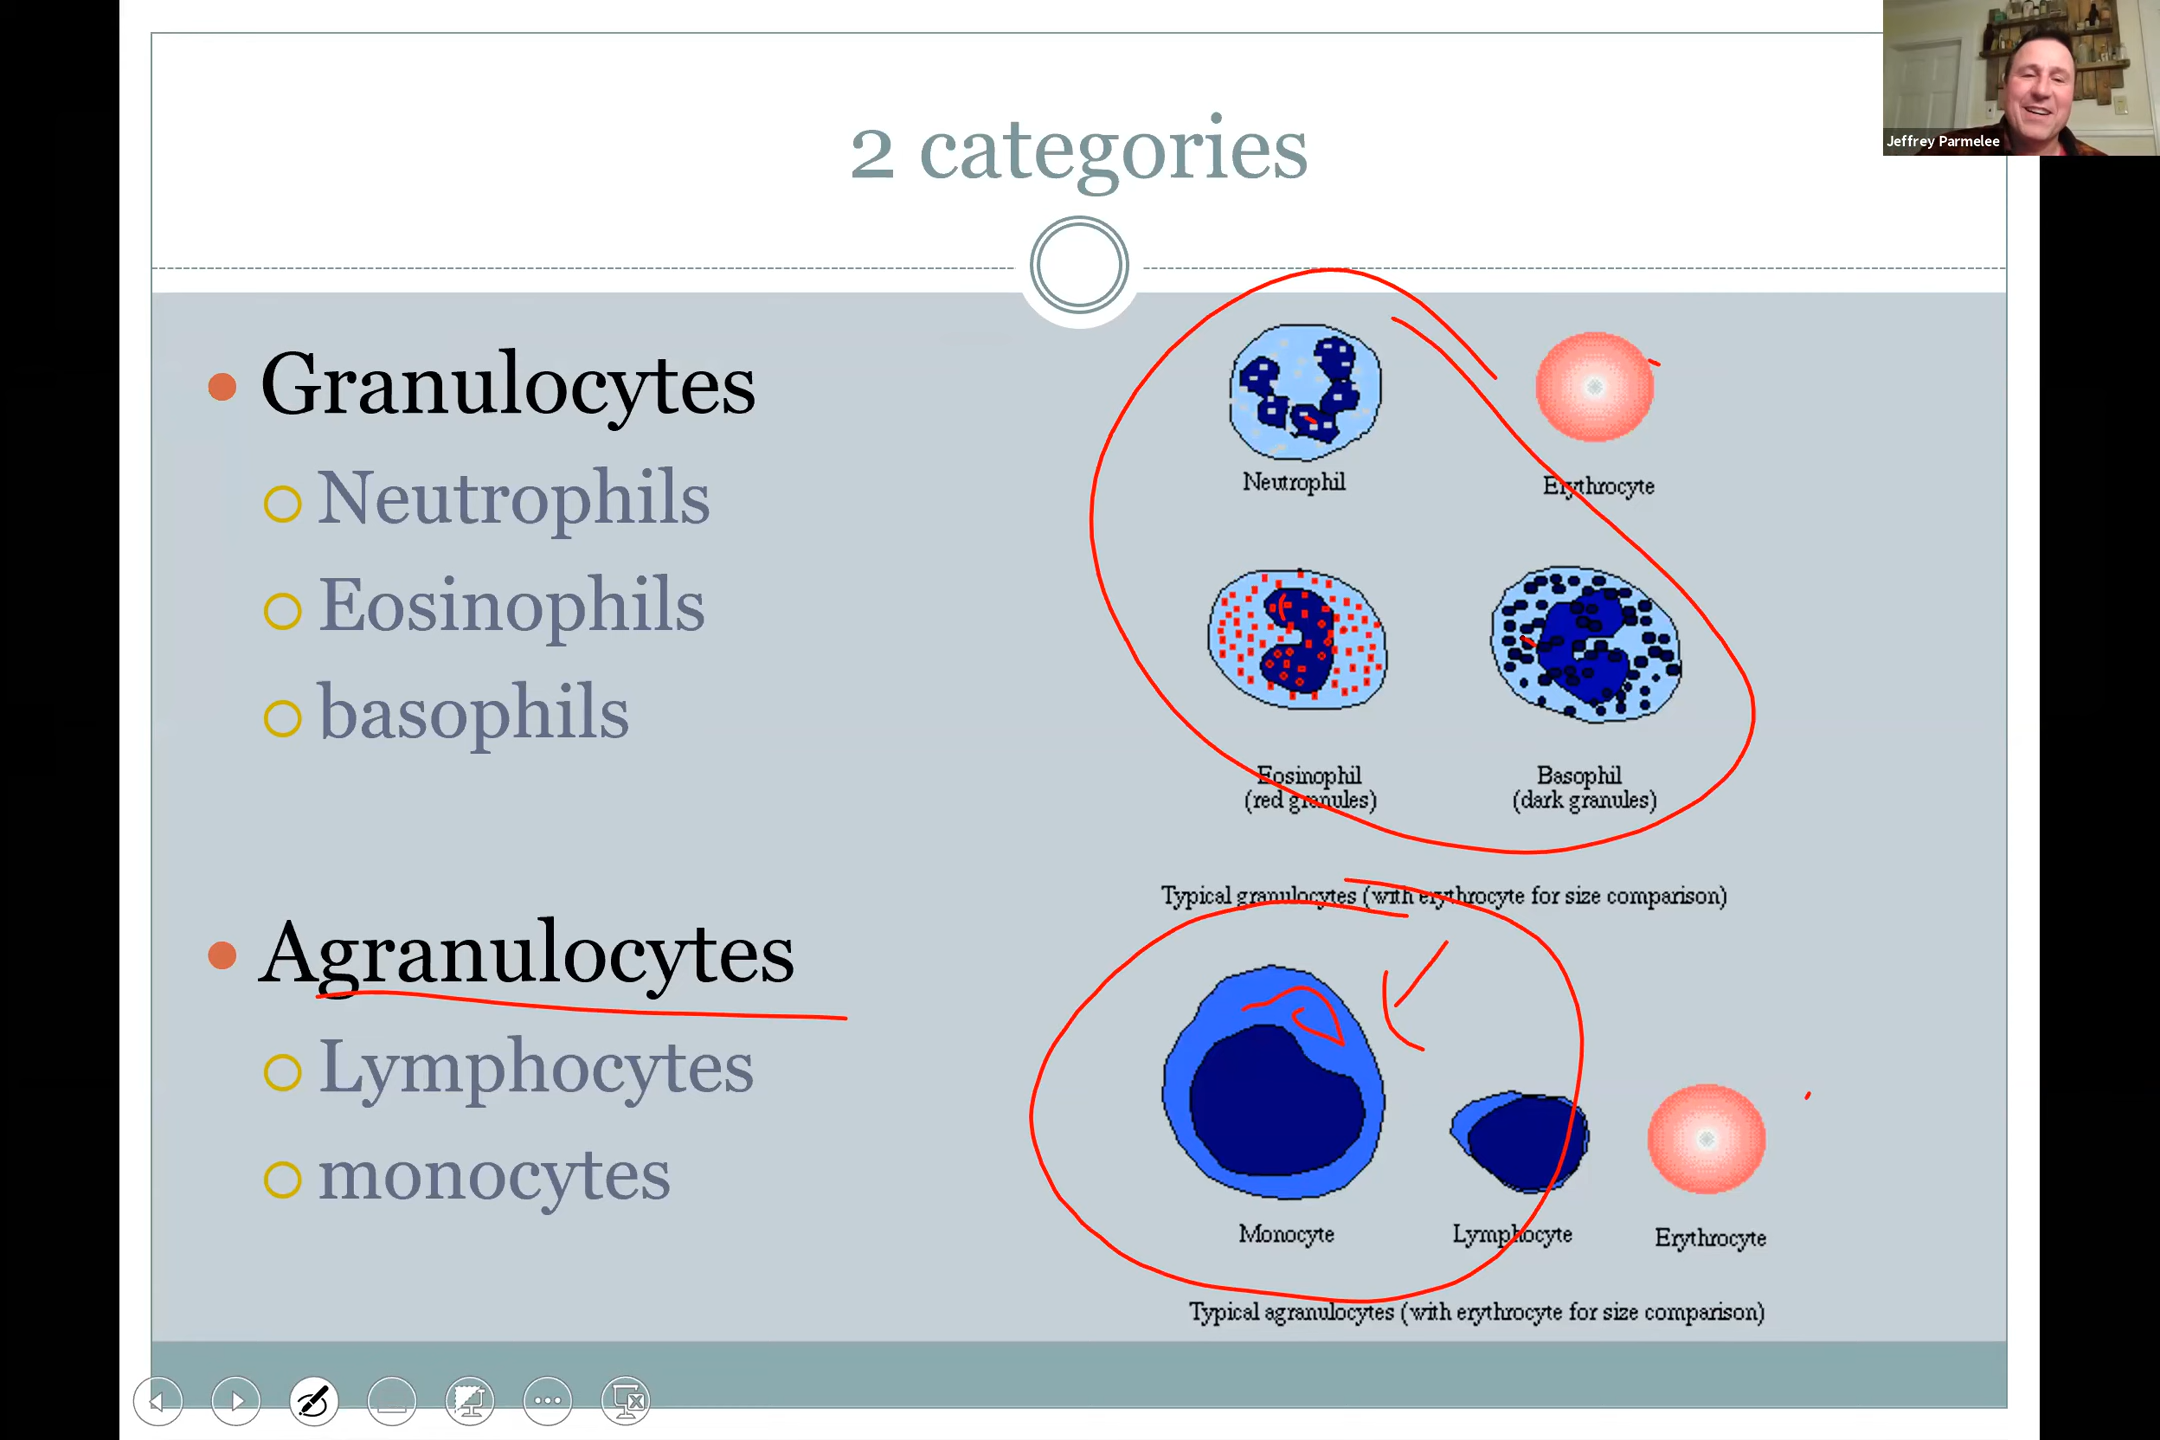 2 categories
Jeffrey Parmelee
Granulocytes
Neutrophils
Eosinophils
basophils
Agranulocytes
Lymphocytes
monocytes
Neutrophil
Erythrocyte
Eosinophil
(red granules)
Basophil
(dark granules)
Typical granulocytes (with erythrocyte for size comparison)
Monocyte
Lymphocyte
Erythrocyte
Typical agranulocytes (with erythrocyte for size comparison)